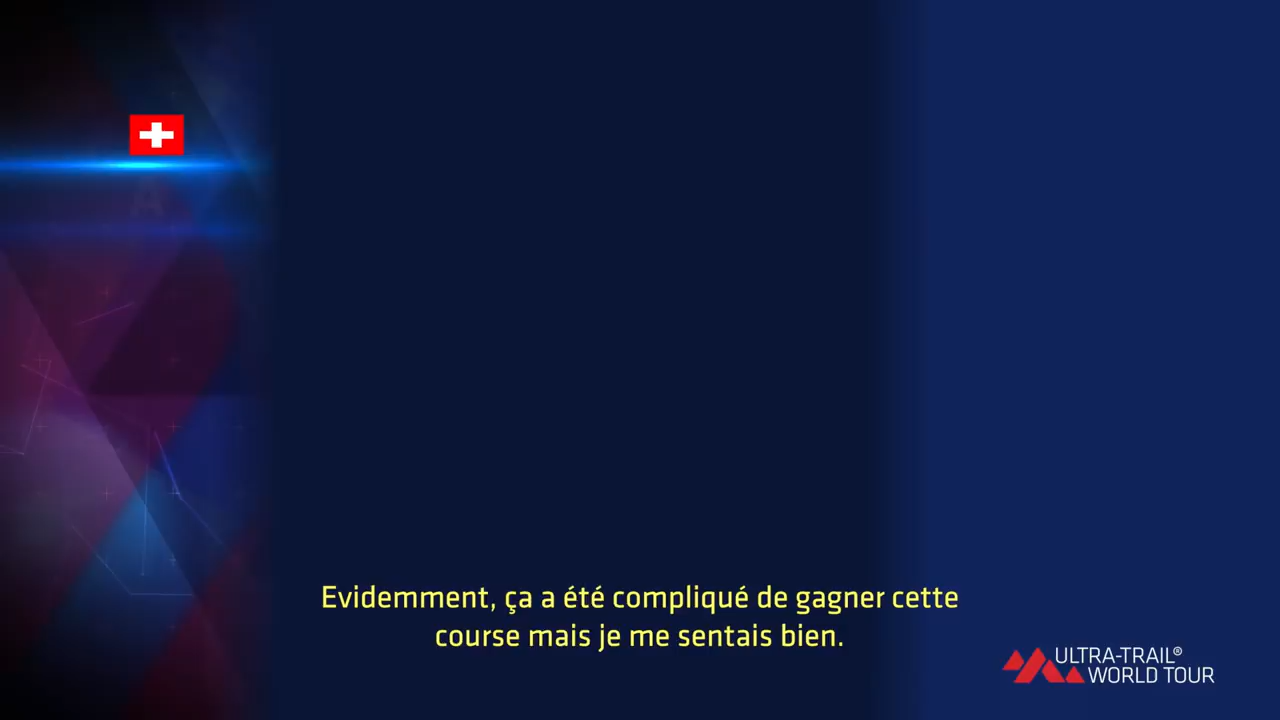 Evidemment, ça a été compliqué de gagner cette
course mais je me sentais bien.
ULTRA-TRAIL®
WORLD TOUR